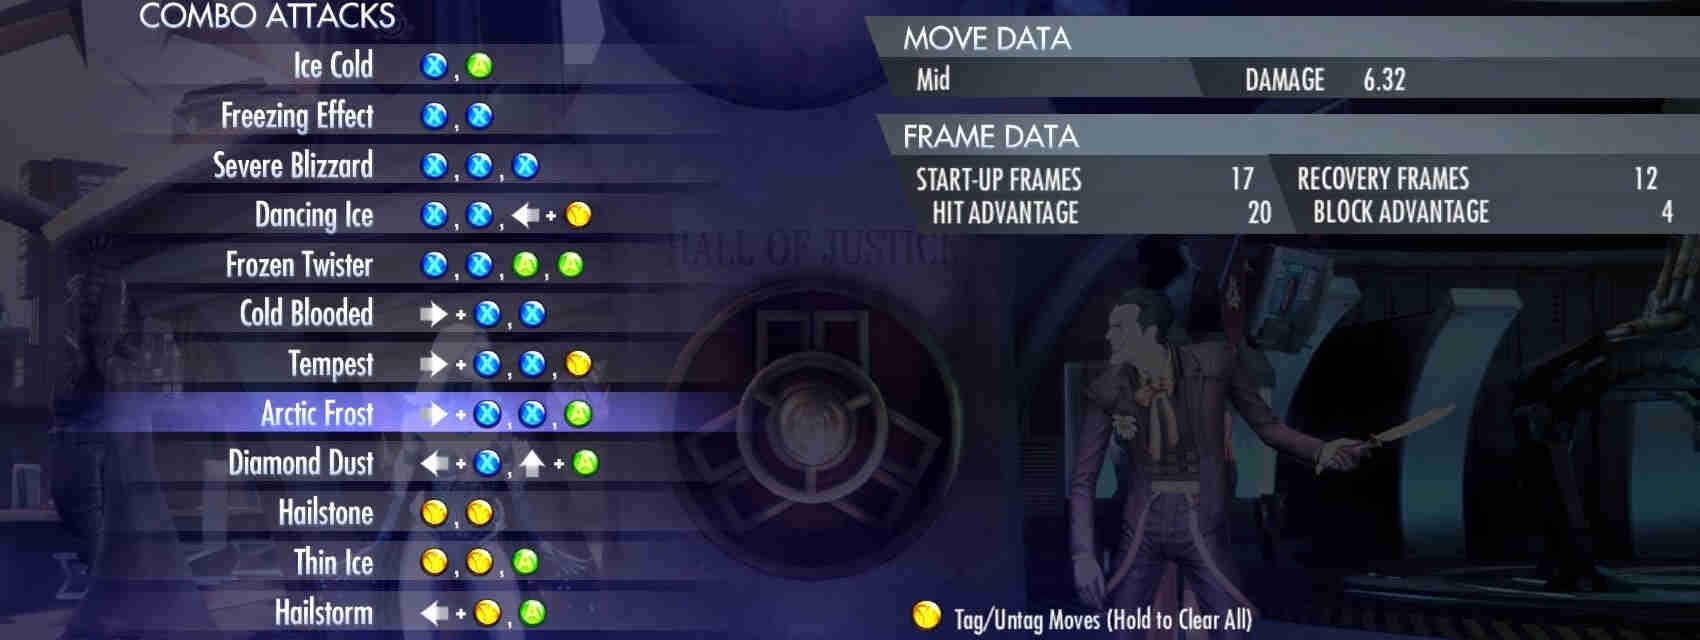 COMBO ATTACKS
Ice Cold X, A
Freezing Effect X, X
Severe Blizzard X, X, X
Dancing Ice X, X, ← + Y
Frozen Twister X, X, A, A
Cold Blooded → + X, X
Tempest → + X, X, Y
Arctic Frost → + X, X, A
Diamond Dust ← + X, ↑ + A
Hailstone Y, Y
Thin Ice Y, Y, A
Hailstorm ← + Y, A
HALL OF JUSTICE
MOVE DATA
Mid DAMAGE 6.32
FRAME DATA
START-UP FRAMES 17 RECOVERY FRAMES 12
HIT ADVANTAGE 20 BLOCK ADVANTAGE 4
Y Tag/Untag Moves (Hold to Clear All)